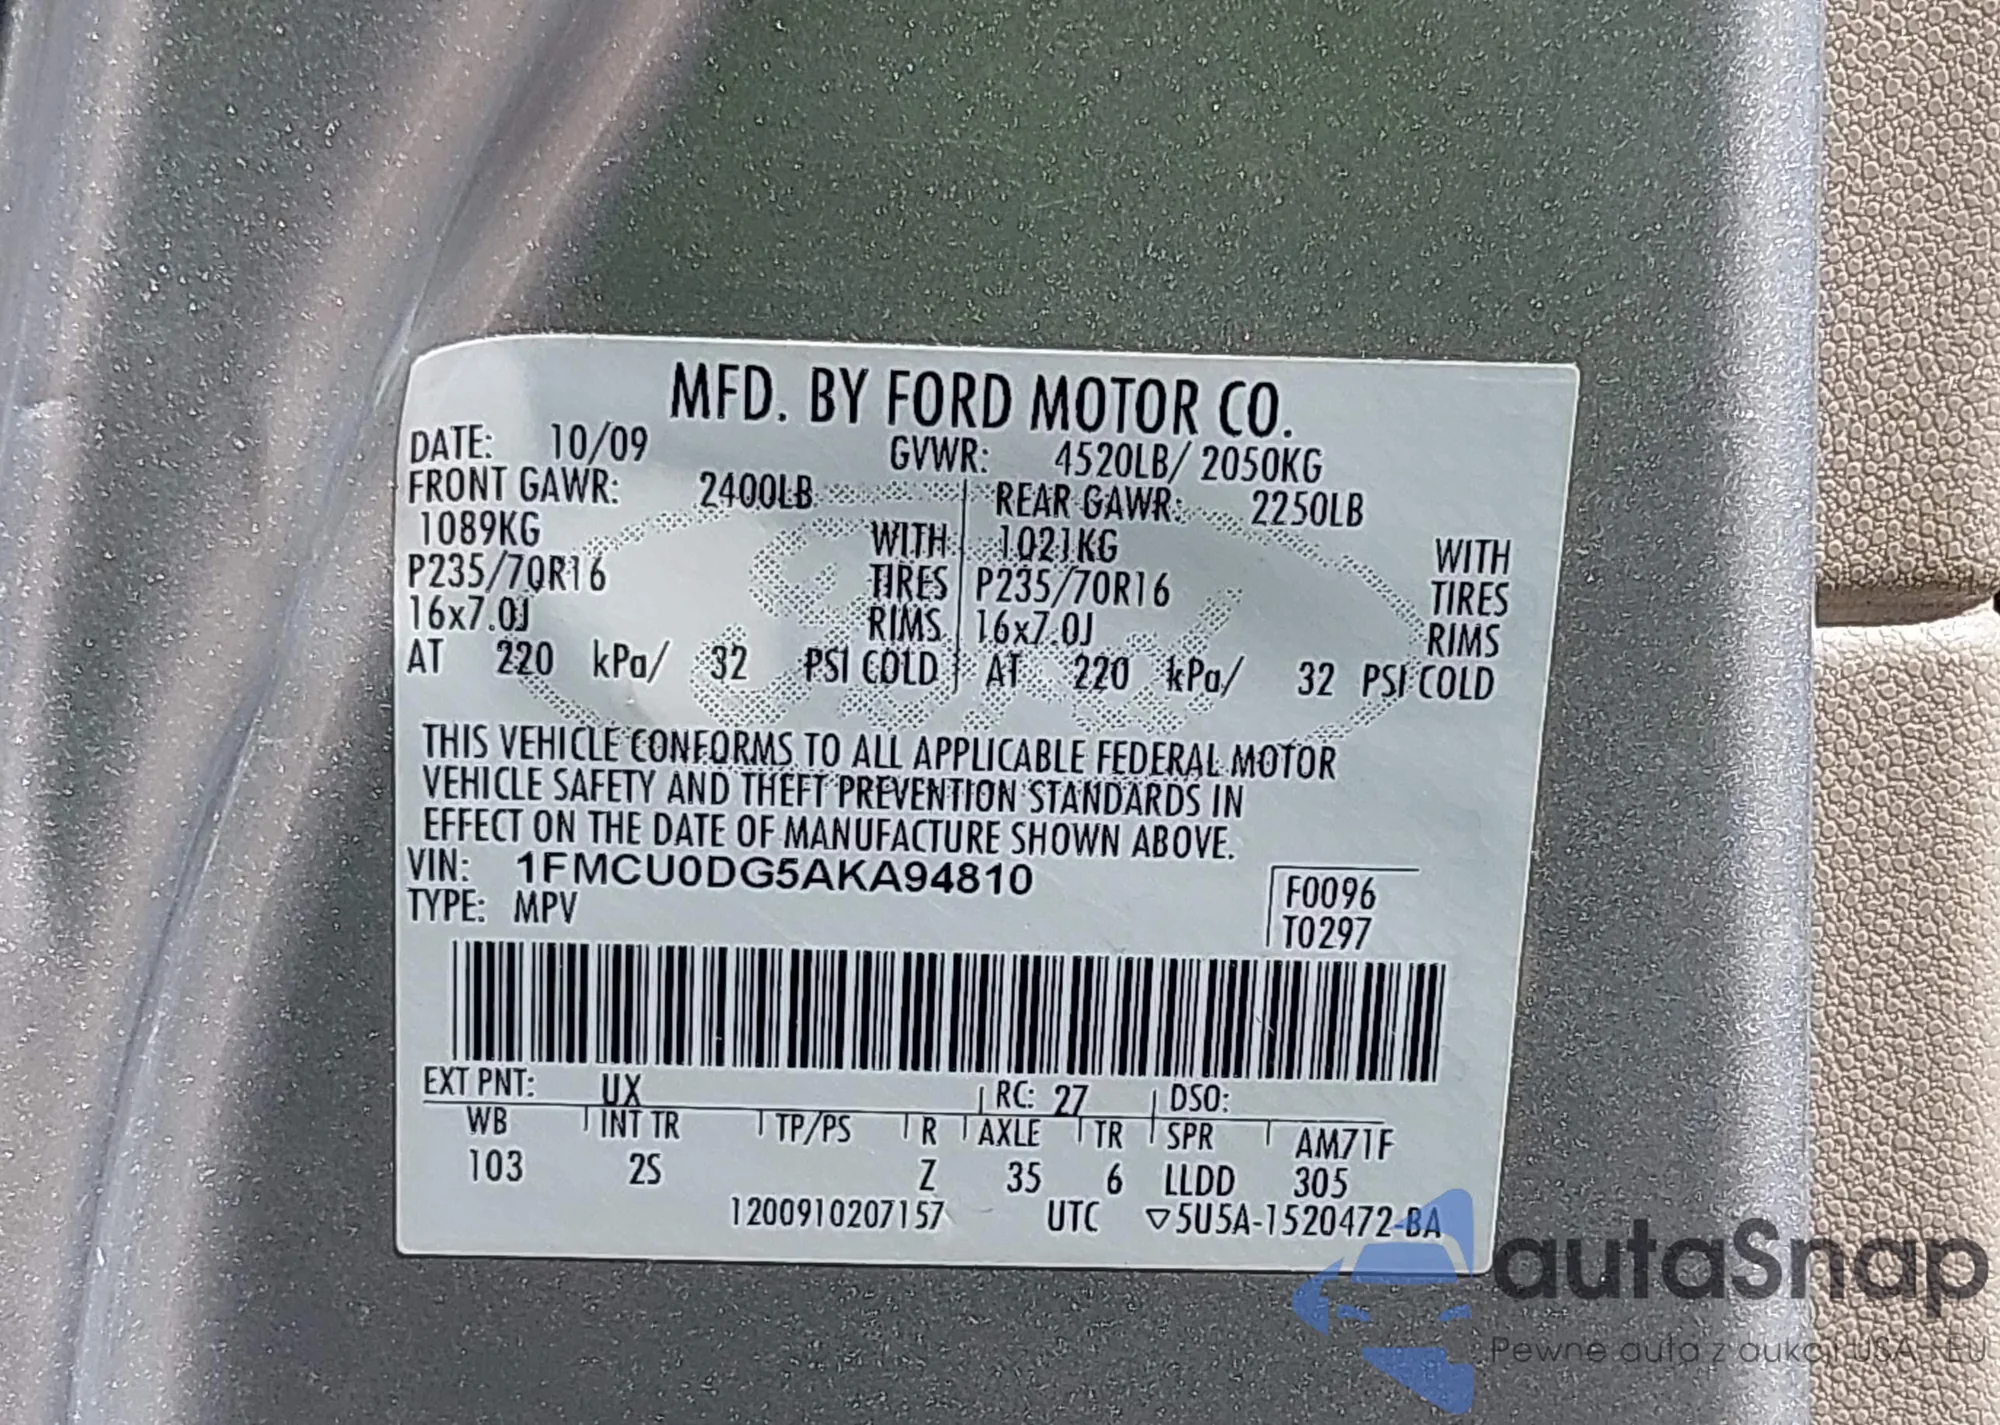 MFD. BY FORD MOTOR CO.
DATE: 10/09 GVWR: 4520LB/ 2050KG
FRONT GAWR: 2400LB REAR GAWR: 2250LB
1089KG WITH 1021KG WITH
P235/70R16 TIRES P235/70R16 TIRES
16x7.0J RIMS 16x7.0J RIMS
AT 220 kPa/ 32 PSI COLD AT 220 kPa/ 32 PSI COLD
THIS VEHICLE CONFORMS TO ALL APPLICABLE FEDERAL MOTOR
VEHICLE SAFETY AND THEFT PREVENTION STANDARDS IN
EFFECT ON THE DATE OF MANUFACTURE SHOWN ABOVE.
VIN: 1FMCU0DG5AKA94810
TYPE: MPV
F0096
T0297
EXT PNT: UX RC: 27 DSO:
WB INT TR TP/PS R AXLE TR SPR AM71F
103 2S Z 35 6 LLDD 305
1200910207157 UTC ▽5U5A-1520472-BA
autaSnap
Pewne auta z aukcji USA i EU